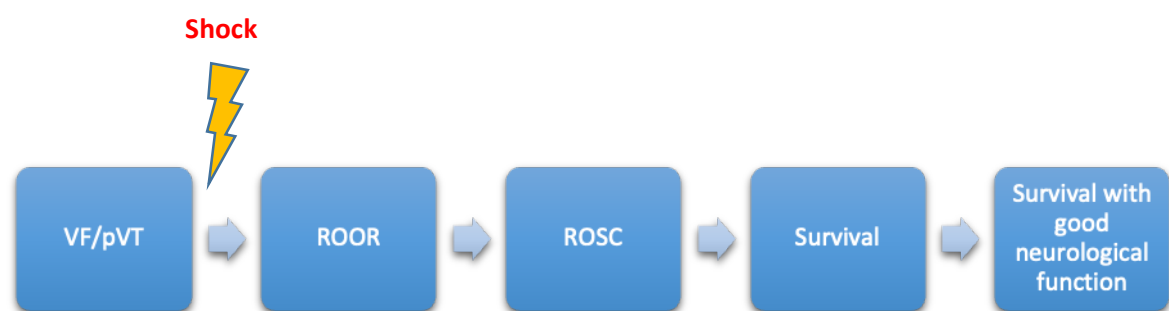 Shock
VF/pVT
ROOR
ROSC
Survival
Survival with
good
neurological
function